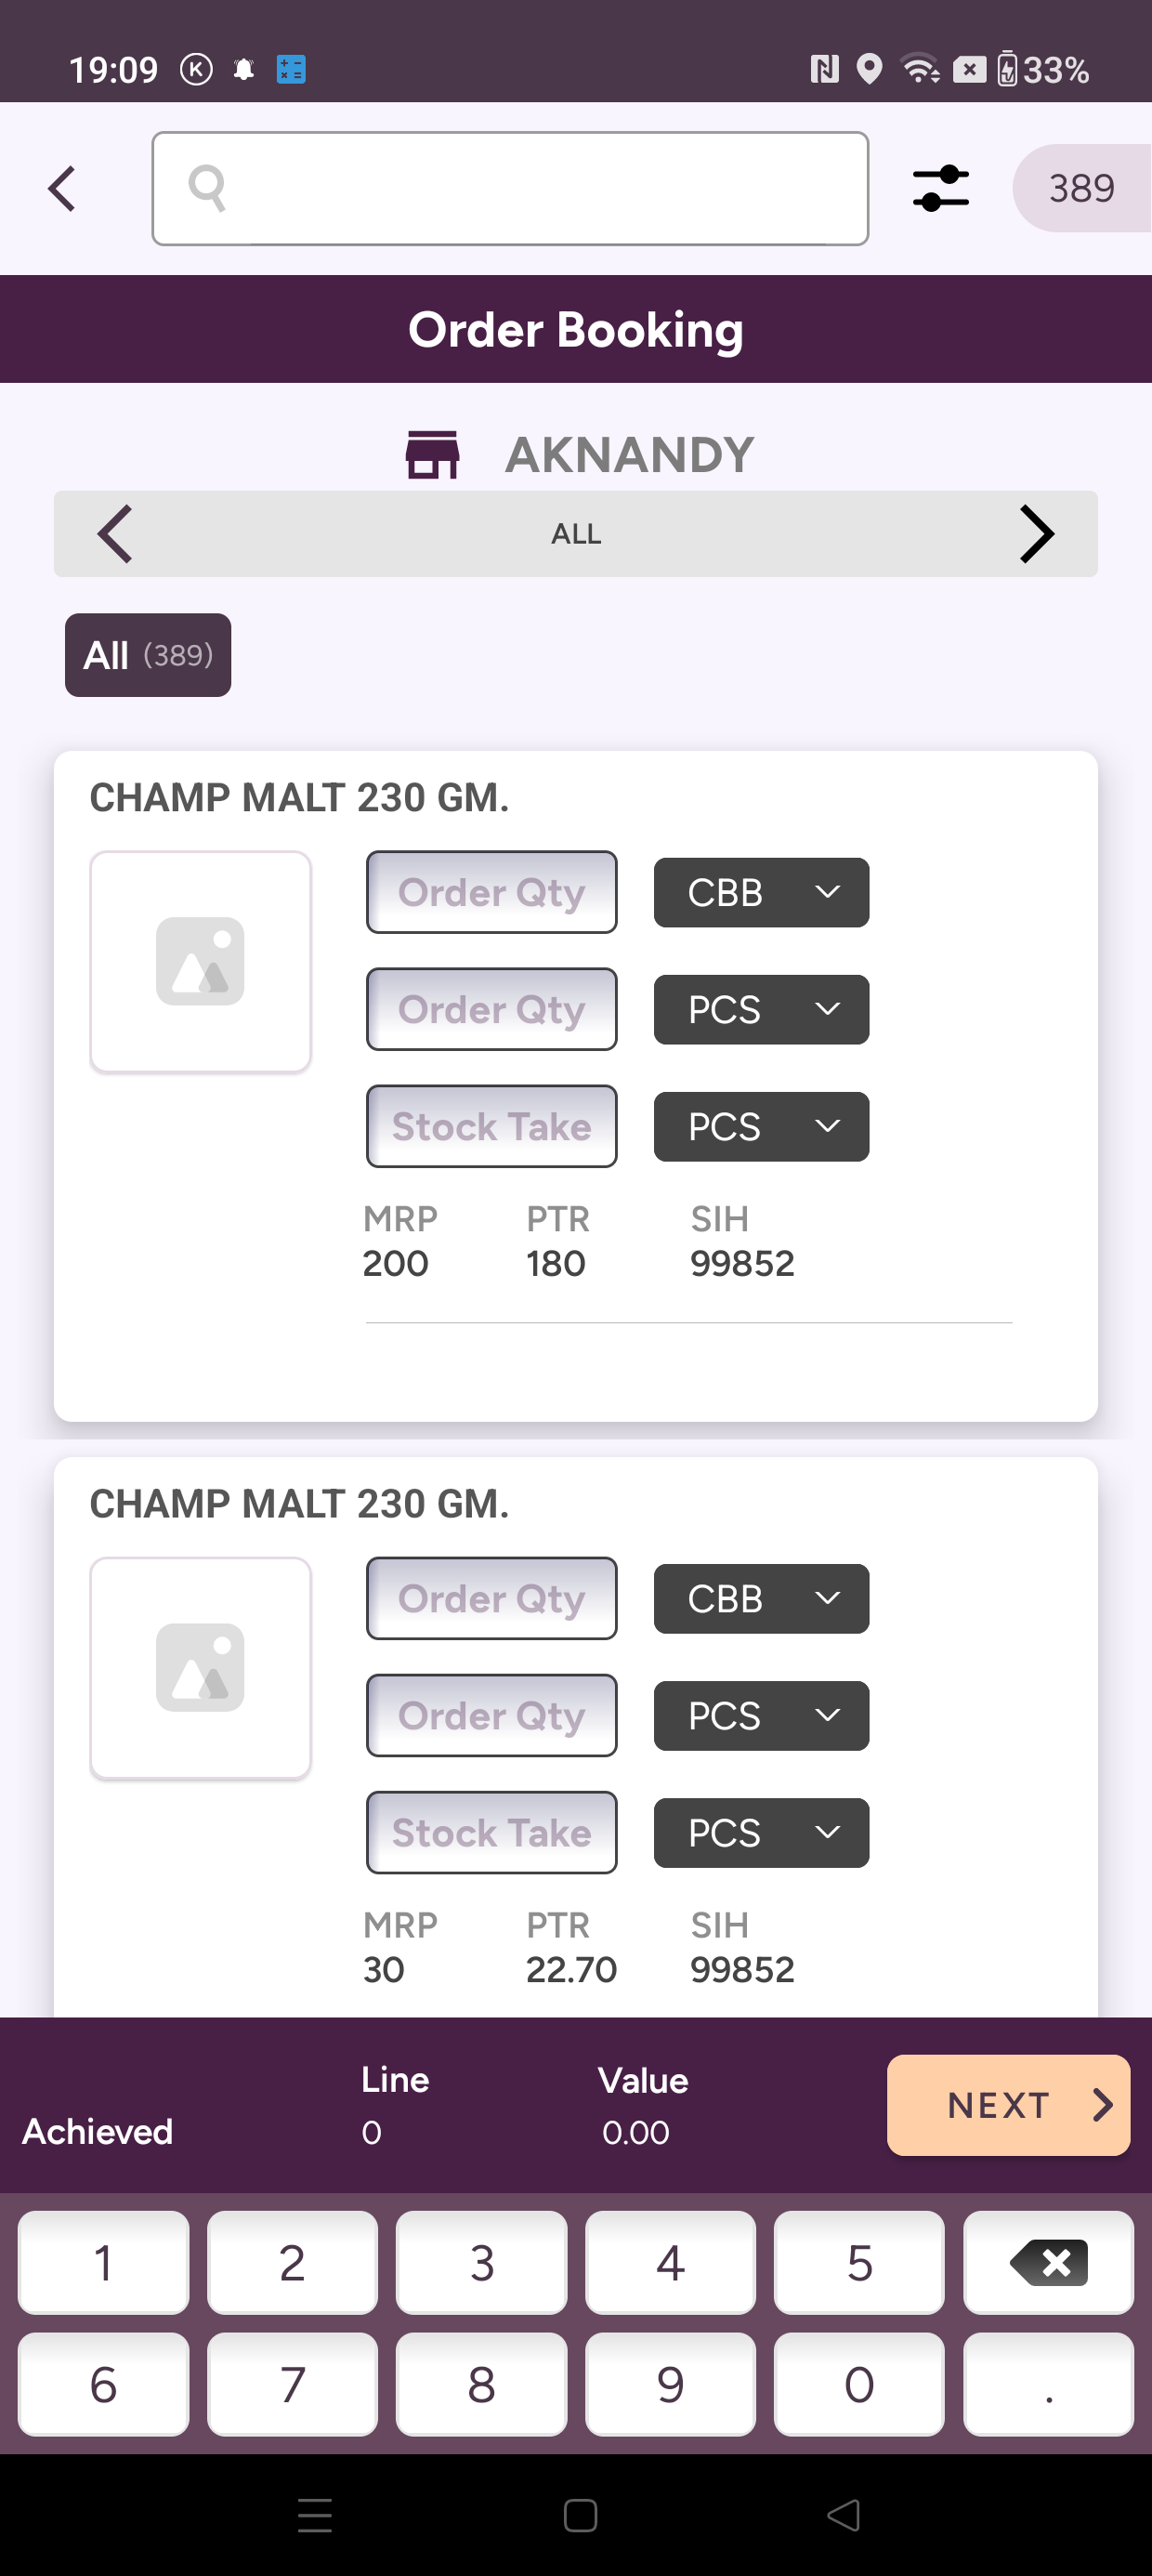 19:09 K 33%
389
Order Booking
AKNANDY
ALL
All (389)
CHAMP MALT 230 GM.
Order Qty CBB
Order Qty PCS
Stock Take PCS
MRP PTR SIH
200 180 99852
CHAMP MALT 230 GM.
Order Qty CBB
Order Qty PCS
Stock Take PCS
MRP PTR SIH
30 22.70 99852
Line Value
Achieved 0 0.00
NEXT
1 2 3 4 5
6 7 8 9 0 .